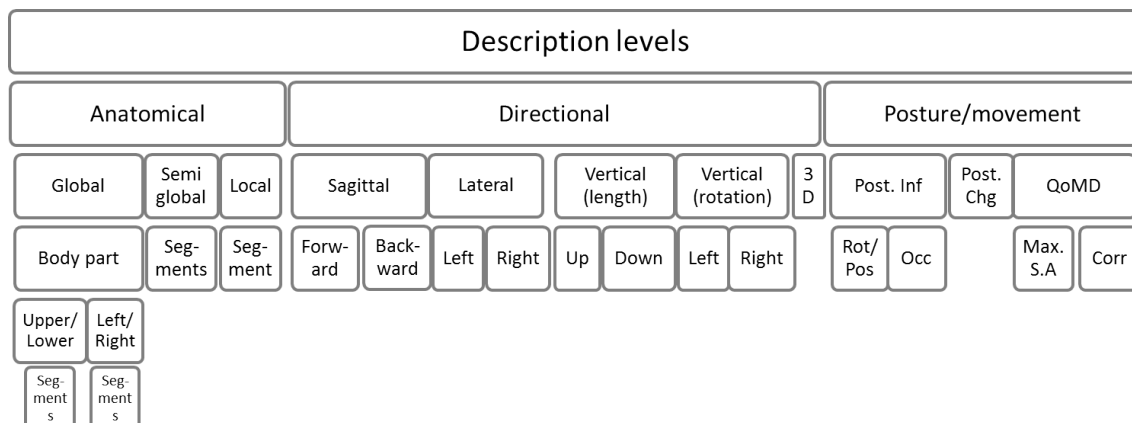 Description levels
Anatomical
Directional
Posture/movement
Global
Semi
global
Local
Sagittal
Lateral
Vertical
(length)
Vertical
(rotation)
3
D
Post. Inf
Post.
Chg
QoMD
Body part
Seg-
ments
Seg-
ment
Forw-
ard
Back-
ward
Left
Right
Up
Down
Left
Right
Rot/
Pos
Occ
Max.
S.A
Corr
Upper/
Lower
Left/
Right
Seg-
ment
s
Seg-
ment
s